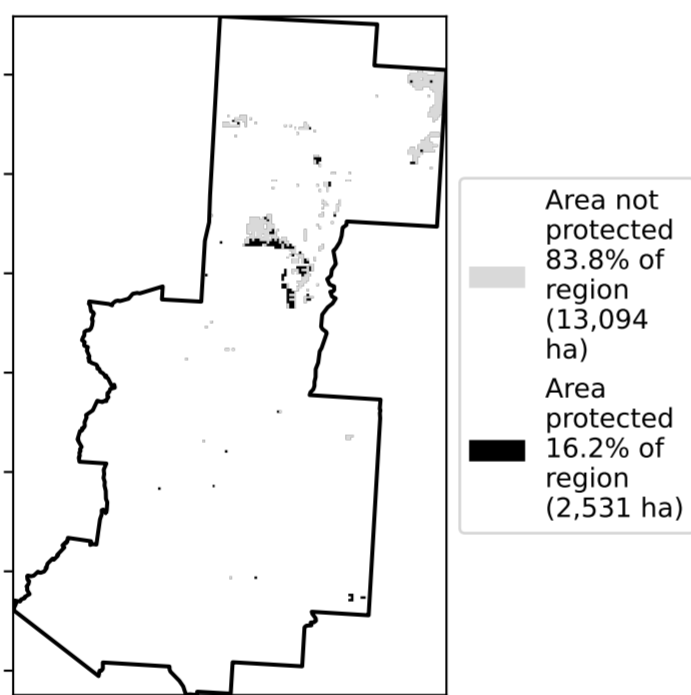 Area not
protected
83.8% of
region
(13,094
ha)
Area
protected
16.2% of
region
(2,531 ha)